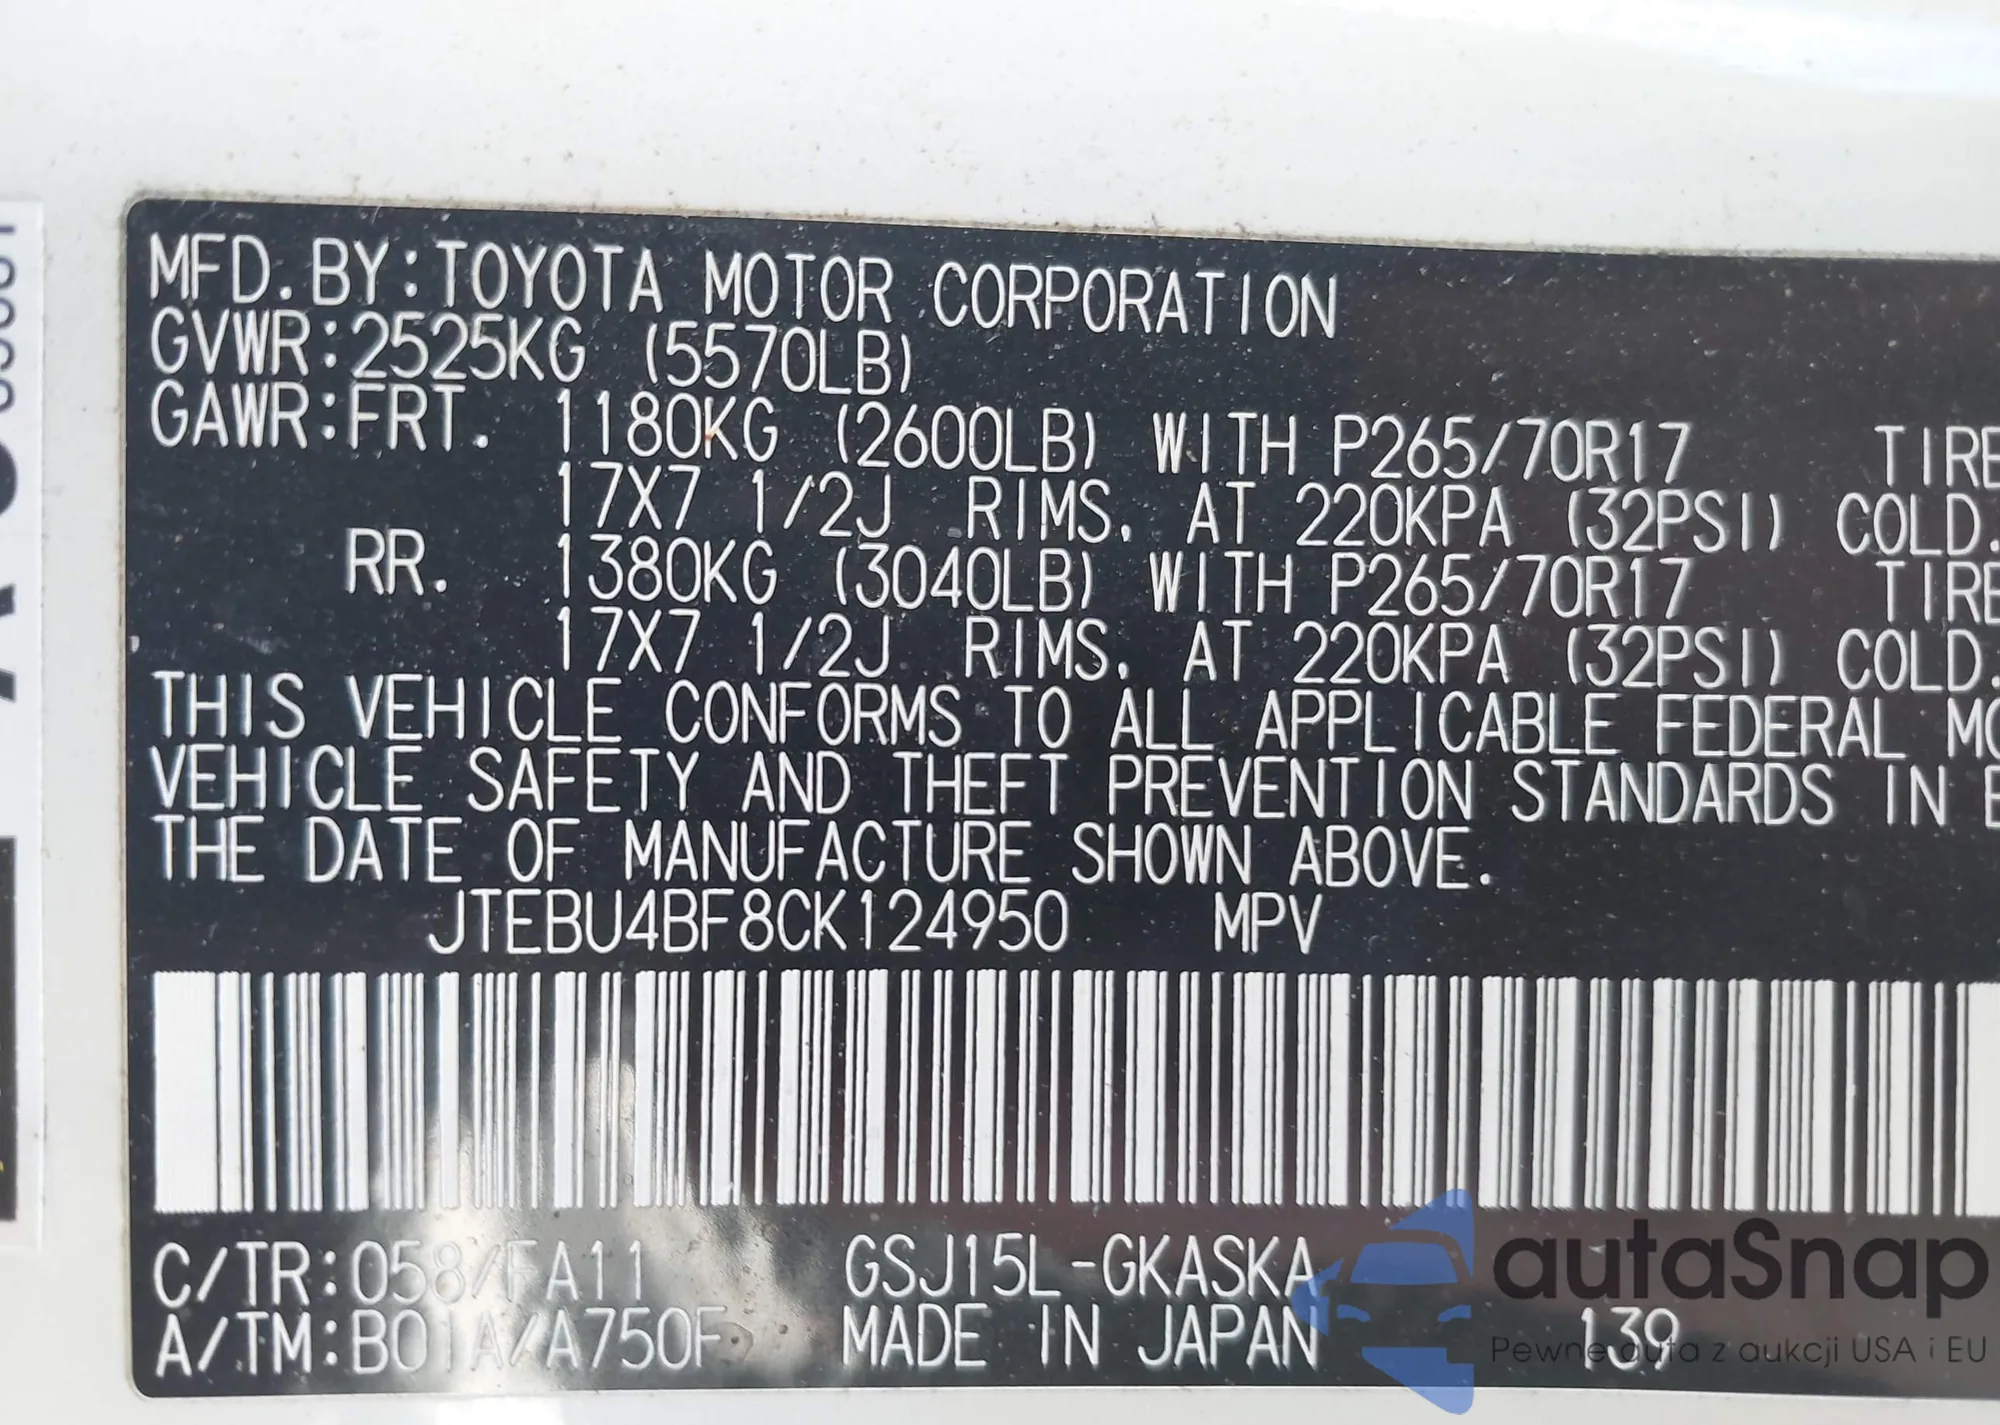 MFD. BY:TOYOTA MOTOR CORPORATION
GVWR:2525KG (5570LB)
GAWR:FRT. 1180KG (2600LB) WITH P265/70R17 TIRE
17X7 1/2J RIMS. AT 220KPA (32PSI) COLD.
RR. 1380KG (3040LB) WITH P265/70R17 TIRE
17X7 1/2J RIMS. AT 220KPA (32PSI) COLD.
THIS VEHICLE CONFORMS TO ALL APPLICABLE FEDERAL MO
VEHICLE SAFETY AND THEFT PREVENTION STANDARDS IN E
THE DATE OF MANUFACTURE SHOWN ABOVE.
JTEBU4BF8CK124950 MPV
C/TR:058/FA11 GSJ15L-GKASKA
A/TM:B01A/A750F MADE IN JAPAN 139
autaSnap
Pewne auta z aukcji USA i EU